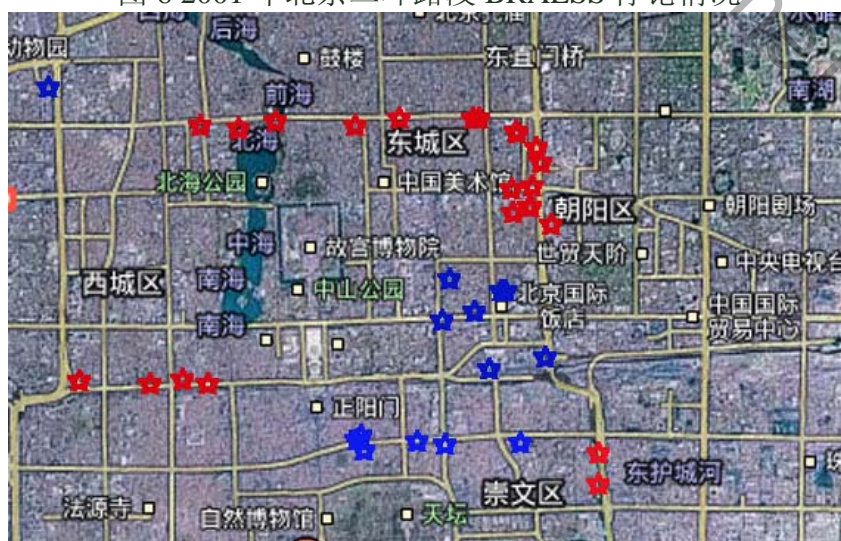 图 6 2001 年北京二环路段 BRAESS 悖论情况
后海
东直门桥
动物园
鼓楼
前海
南湖
东城区
北海
北海公园
中国美术馆
朝阳区
朝阳剧场
中海
故宫博物院
世贸天阶
中央电视台
西城区
南海
中山公园
北京国际
饭店
中国国际
贸易中心
南海
正阳门
东护城河
崇文区
法源寺
自然博物馆
天坛